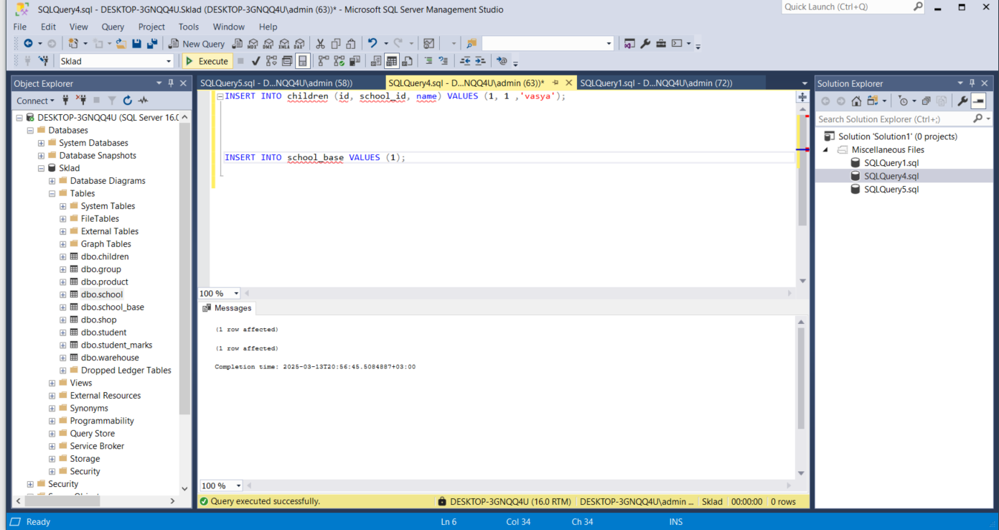 SQLQuery4.sql - DESKTOP-3GNQQ4U.Sklad (DESKTOP-3GNQQ4U\admin (63))* - Microsoft SQL Server Management Studio
Quick Launch (Ctrl+Q)
File Edit View Query Project Tools Window Help
New Query MDX DMX XMLA DAX
Sklad Execute
Object Explorer
Connect
DESKTOP-3GNQQ4U (SQL Server 16.0
Databases
System Databases
Database Snapshots
Sklad
Database Diagrams
Tables
System Tables
FileTables
External Tables
Graph Tables
dbo.children
dbo.group
dbo.product
dbo.school
dbo.school_base
dbo.shop
dbo.student
dbo.student_marks
dbo.warehouse
Dropped Ledger Tables
Views
External Resources
Synonyms
Programmability
Query Store
Service Broker
Storage
Security
Security
SQLQuery5.sql - D...NQQ4U\admin (58)) SQLQuery4.sql - D...NQQ4U\admin (63))* SQLQuery1.sql - D...NQQ4U\admin (72))
INSERT INTO children (id, school_id, name) VALUES (1, 1 ,'vasya');
INSERT INTO school_base VALUES (1);
100 %
Messages
(1 row affected)
(1 row affected)
Completion time: 2025-03-13T20:56:45.5084887+03:00
100 %
Query executed successfully. DESKTOP-3GNQQ4U (16.0 RTM) DESKTOP-3GNQQ4U\admin ... Sklad 00:00:00 0 rows
Solution Explorer
Search Solution Explorer (Ctrl+;)
Solution 'Solution1' (0 projects)
Miscellaneous Files
SQLQuery1.sql
SQLQuery4.sql
SQLQuery5.sql
Ready Ln 6 Col 34 Ch 34 INS